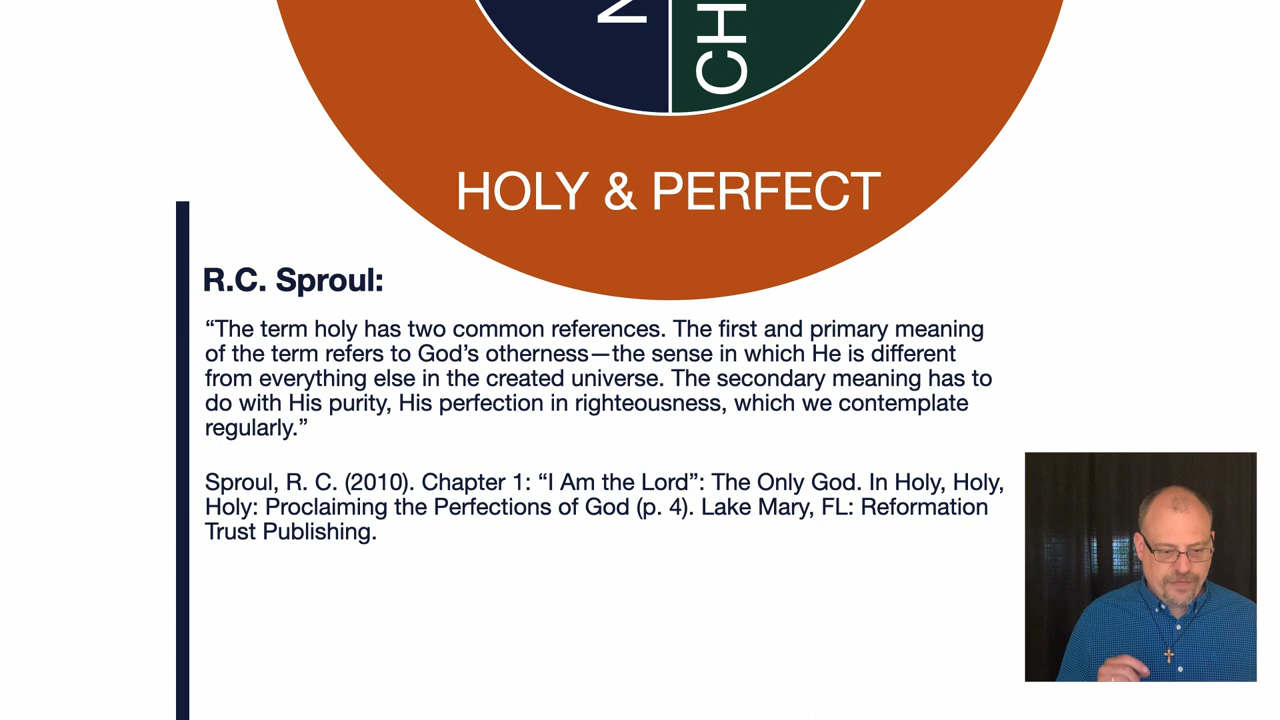 N
CH
HOLY & PERFECT
R.C. Sproul:
“The term holy has two common references. The first and primary meaning
of the term refers to God’s otherness—the sense in which He is different
from everything else in the created universe. The secondary meaning has to
do with His purity, His perfection in righteousness, which we contemplate
regularly.”
Sproul, R. C. (2010). Chapter 1: “I Am the Lord”: The Only God. In Holy, Holy,
Holy: Proclaiming the Perfections of God (p. 4). Lake Mary, FL: Reformation
Trust Publishing.